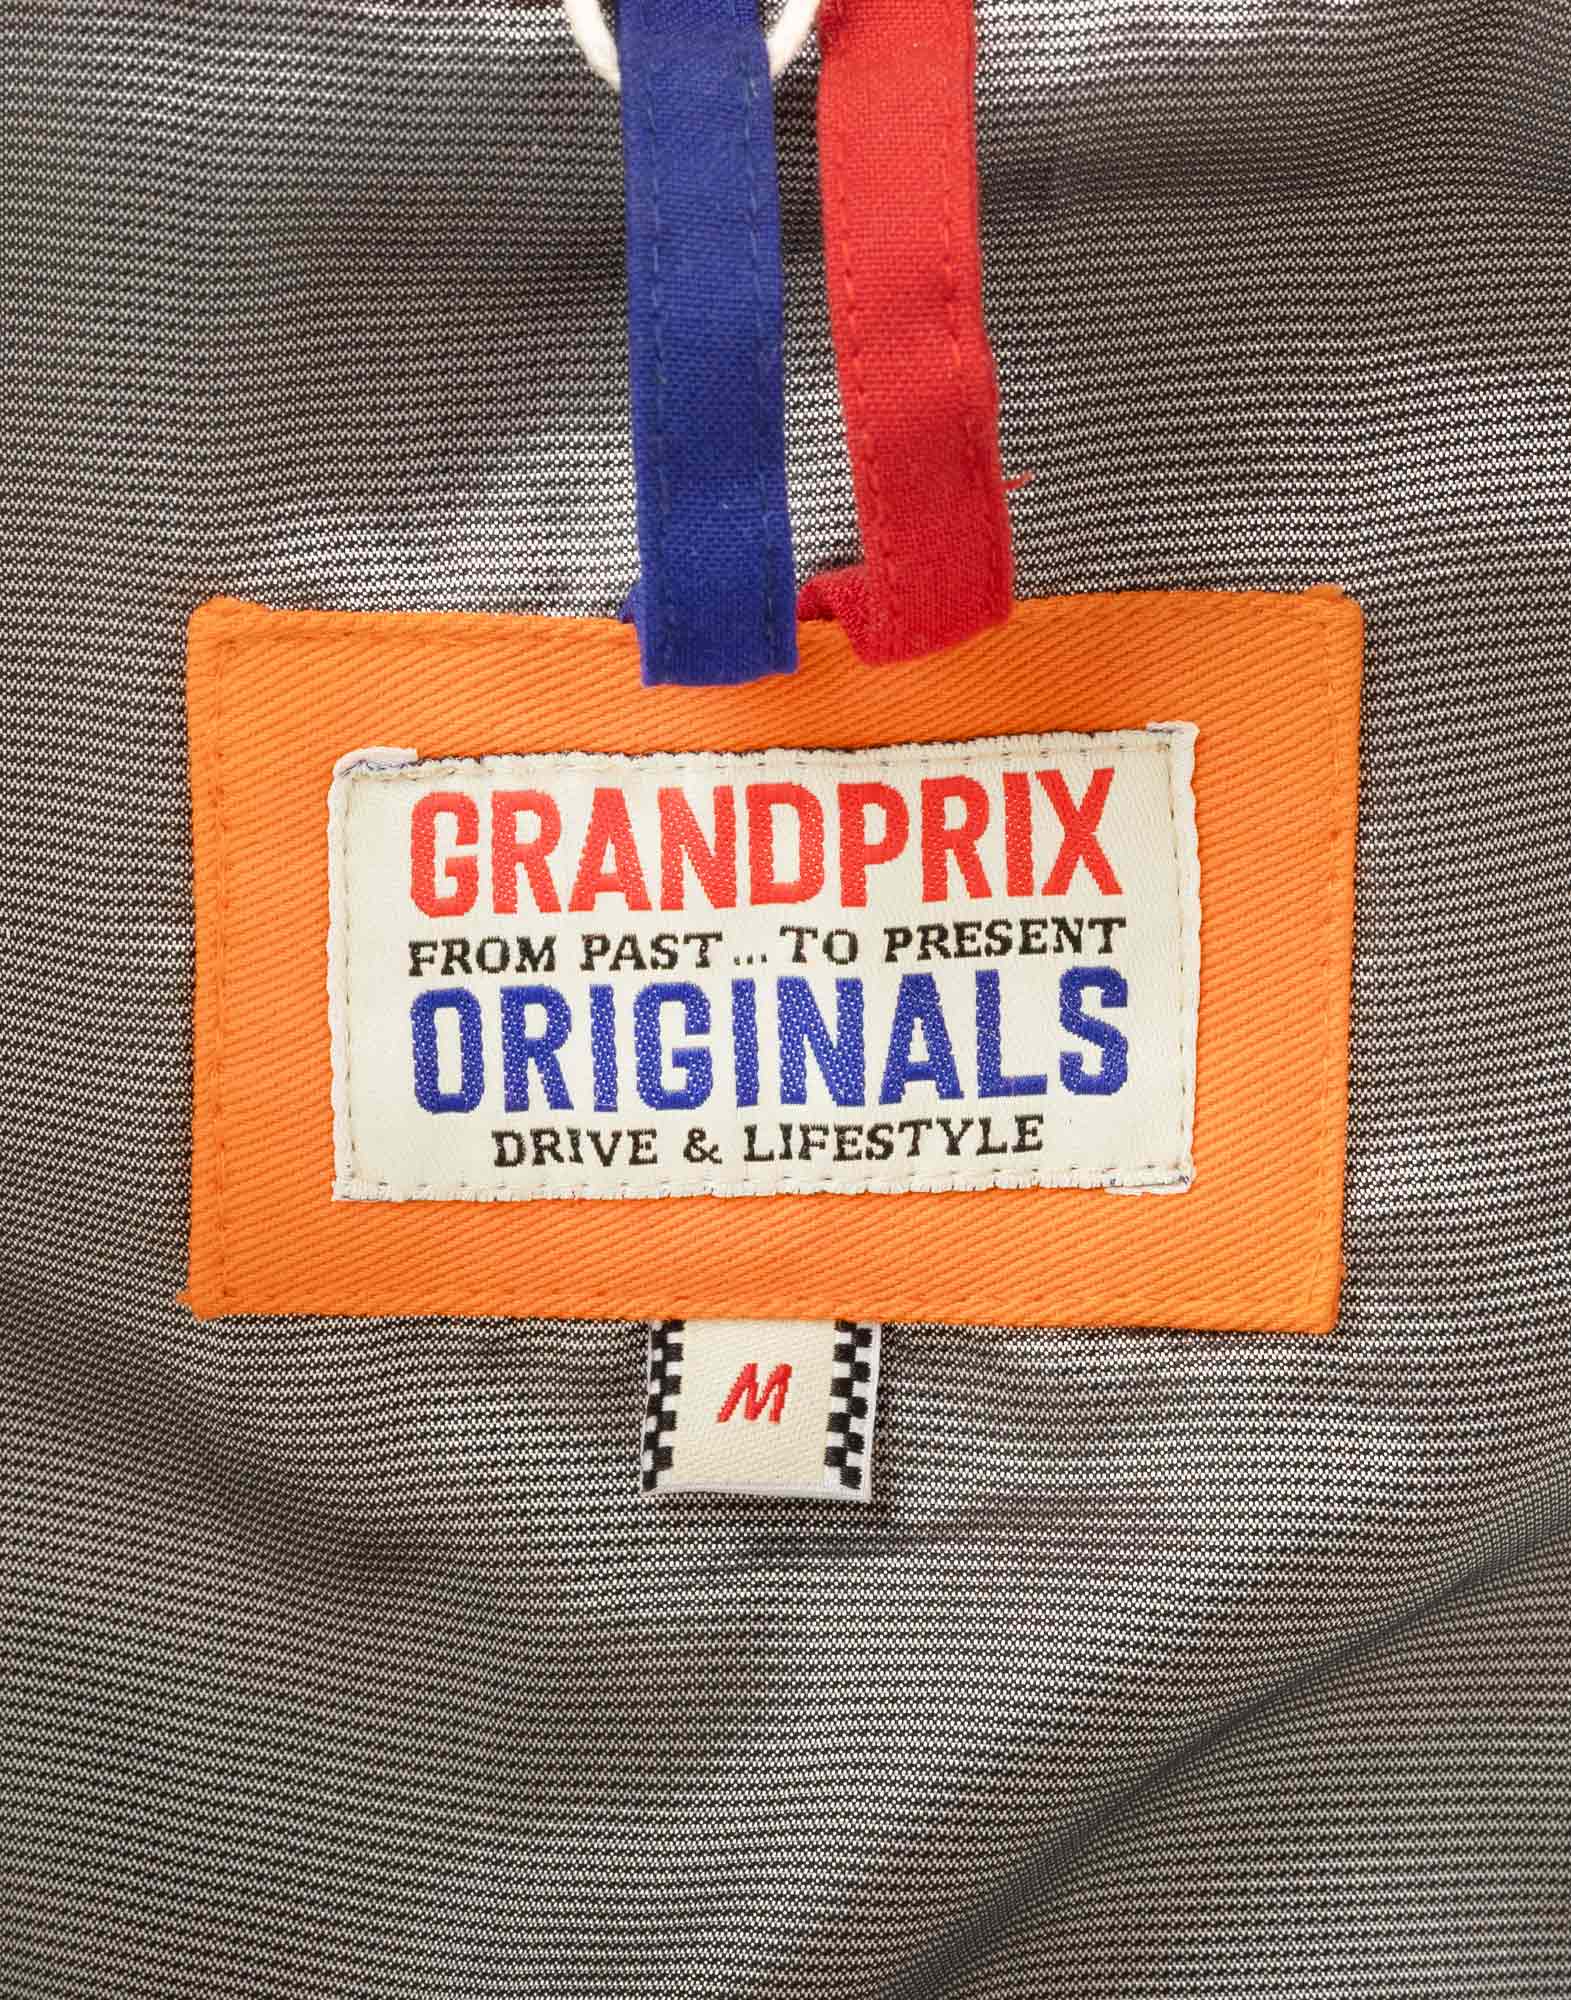 GRANDPRIX
FROM PAST...TO PRESENT
ORIGINALS
DRIVE & LIFESTYLE
M